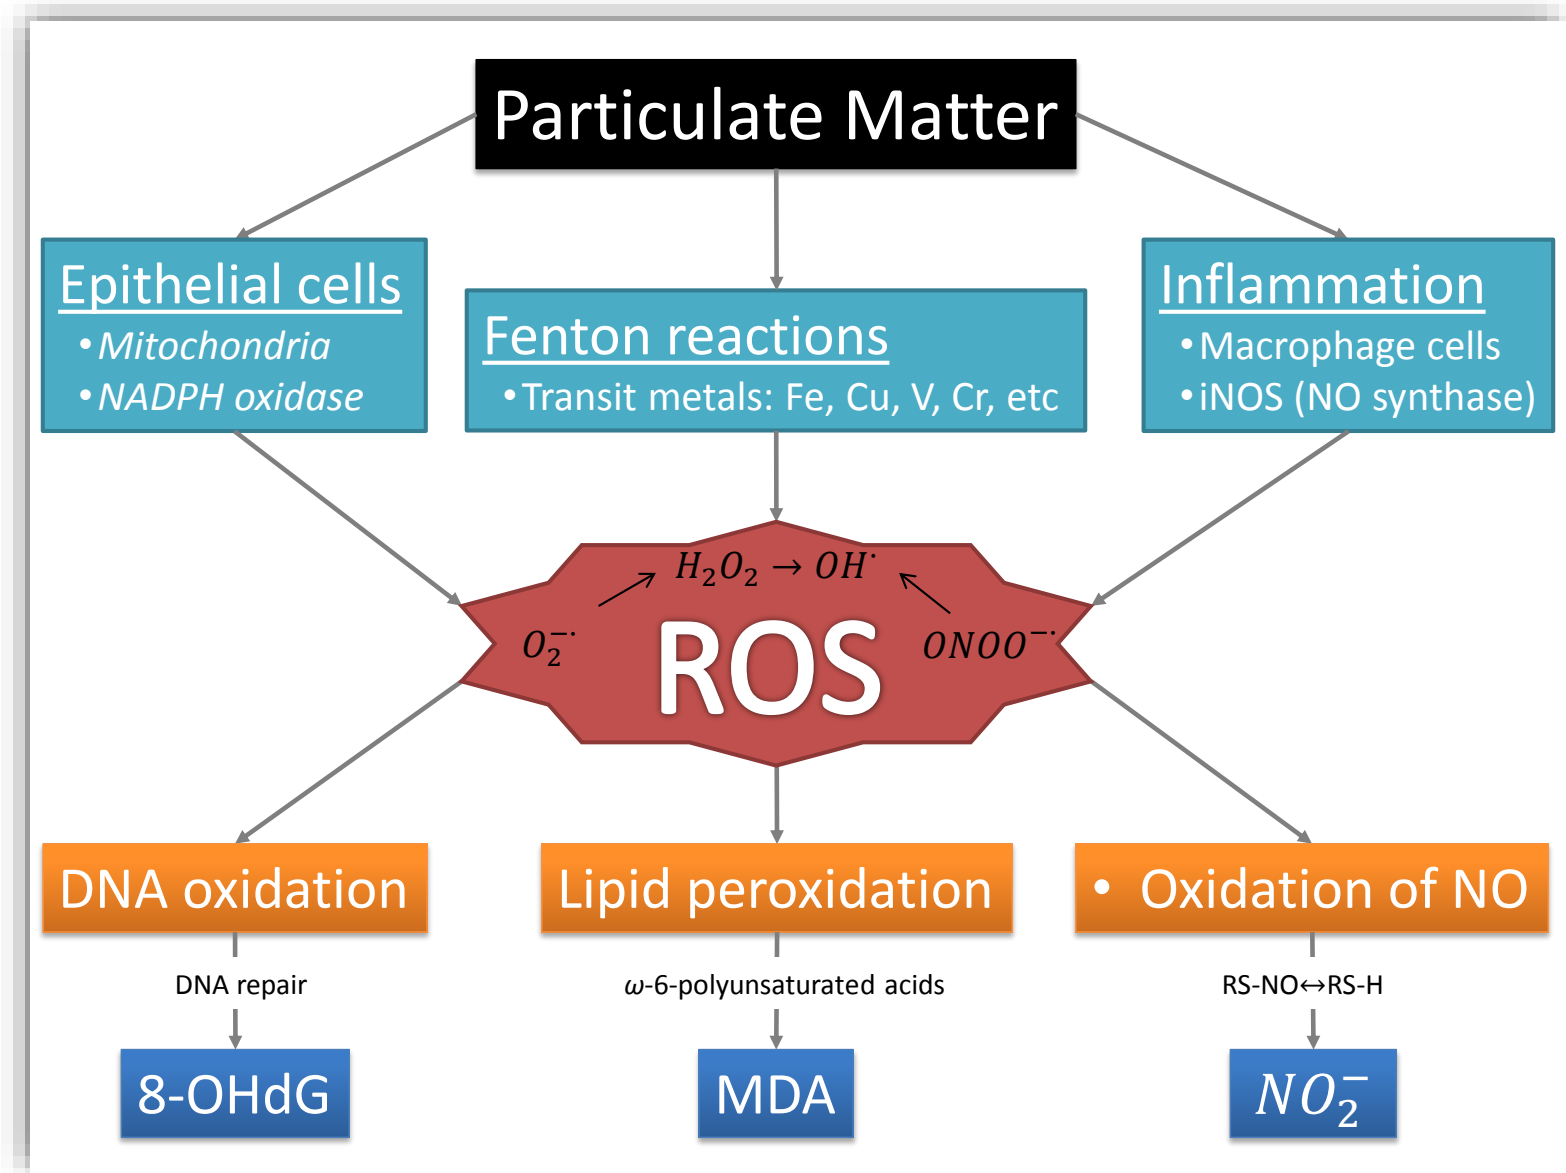 Particulate Matter
Epithelial cells
• Mitochondria
• NADPH oxidase
Fenton reactions
• Transit metals: Fe, Cu, V, Cr, etc
Inflammation
• Macrophage cells
• iNOS (NO synthase)
H₂O₂ → OH˙
O₂⁻˙
ROS
ONOO⁻˙
DNA oxidation
Lipid peroxidation
• Oxidation of NO
DNA repair
ω-6-polyunsaturated acids
RS-NO↔RS-H
8-OHdG
MDA
NO₂⁻